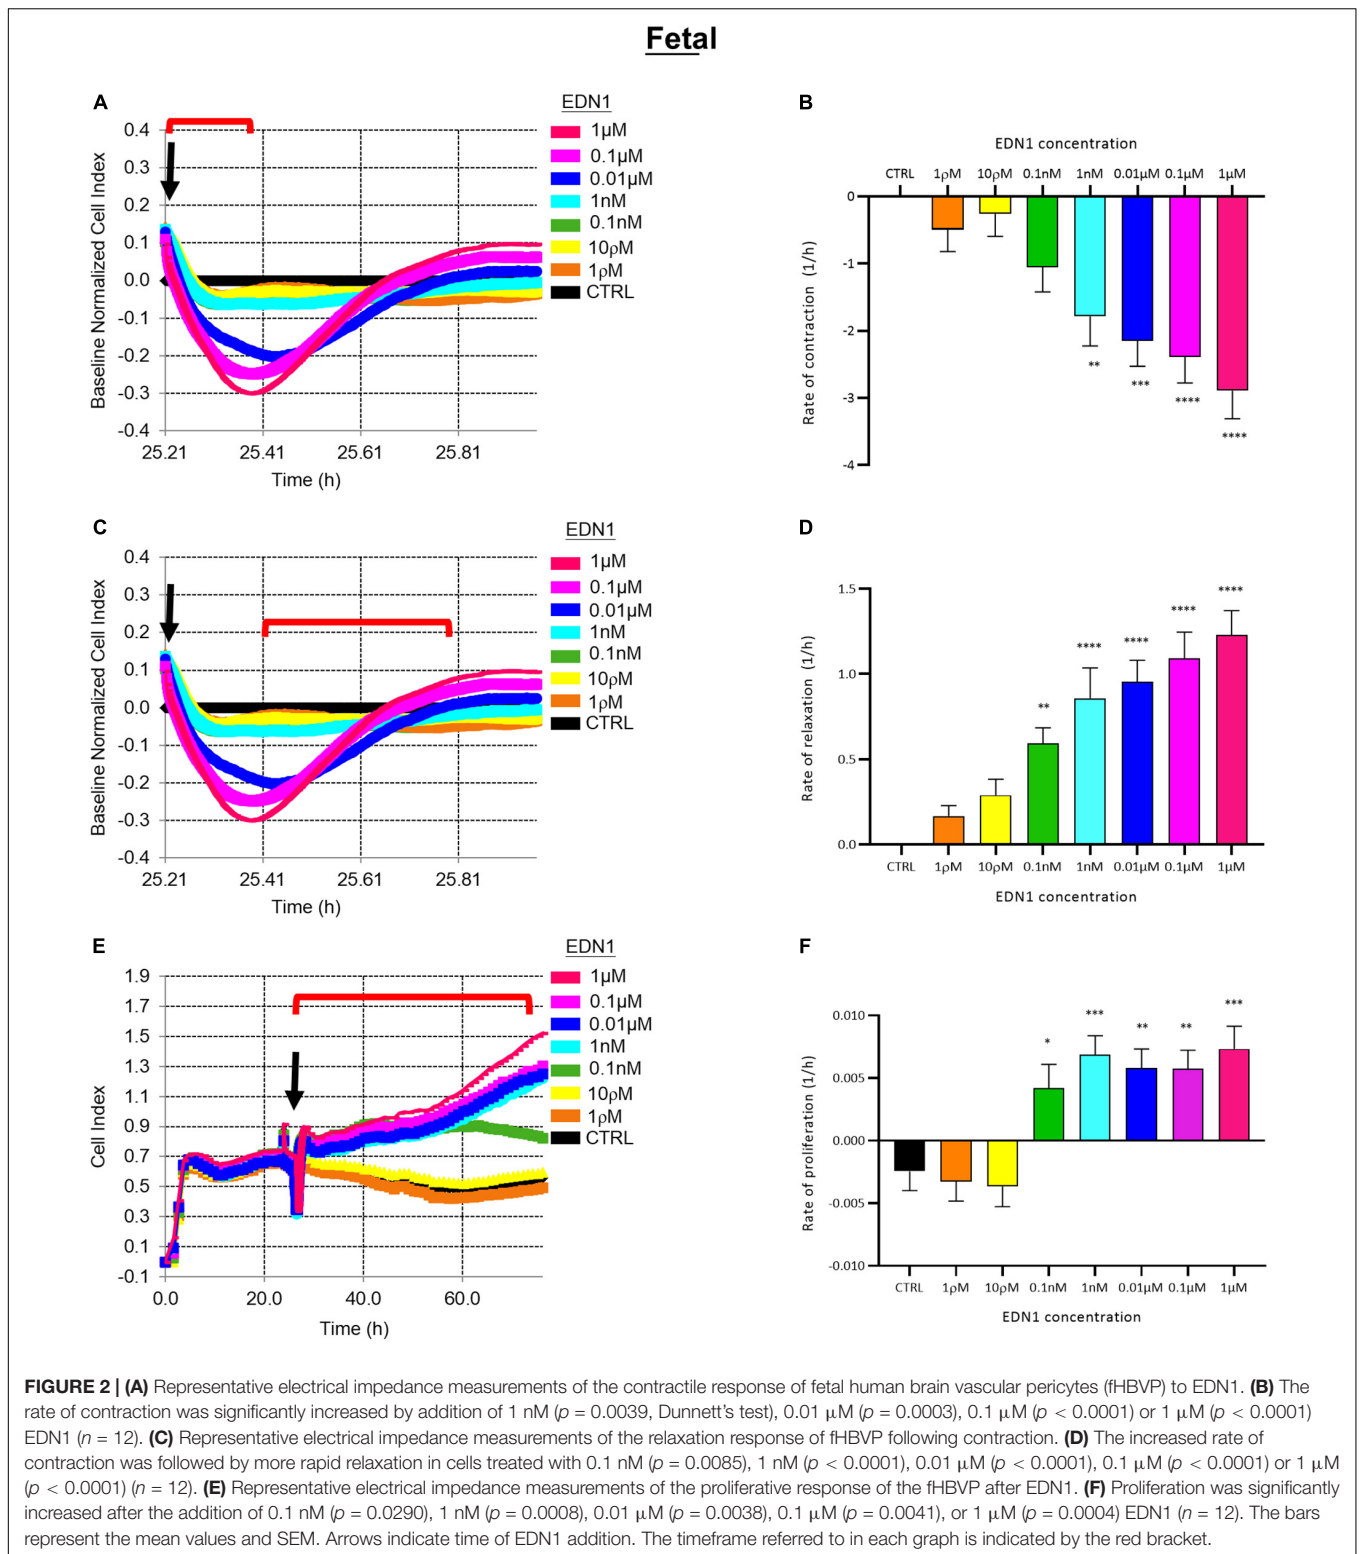 Fetal
A
EDN1
1µM
0.1µM
0.01µM
1nM
0.1nM
10ρM
1ρM
CTRL
0.4
0.3
0.2
0.1
0.0
-0.1
-0.2
-0.3
-0.4
Baseline Normalized Cell Index
25.21 25.41 25.61 25.81
Time (h)
B
EDN1 concentration
CTRL 1ρM 10ρM 0.1nM 1nM 0.01µM 0.1µM 1µM
0
-1
-2
-3
-4
Rate of contraction (1/h)
** *** **** ****
C
EDN1
1µM
0.1µM
0.01µM
1nM
0.1nM
10ρM
1ρM
CTRL
0.4
0.3
0.2
0.1
0.0
-0.1
-0.2
-0.3
-0.4
Baseline Normalized Cell Index
25.21 25.41 25.61 25.81
Time (h)
D
1.5
1.0
0.5
0.0
Rate of relaxation (1/h)
** **** **** **** ****
CTRL 1ρM 10ρM 0.1nM 1nM 0.01µM 0.1µM 1µM
EDN1 concentration
E
EDN1
1µM
0.1µM
0.01µM
1nM
0.1nM
10ρM
1ρM
CTRL
1.9
1.7
1.5
1.3
1.1
0.9
0.7
0.5
0.3
0.1
-0.1
Cell Index
0.0 20.0 40.0 60.0
Time (h)
F
0.010
0.005
0.000
-0.005
-0.010
Rate of proliferation (1/h)
* *** ** ** ***
CTRL 1ρM 10ρM 0.1nM 1nM 0.01µM 0.1µM 1µM
EDN1 concentration
FIGURE 2 | (A) Representative electrical impedance measurements of the contractile response of fetal human brain vascular pericytes (fHBVP) to EDN1. (B) The
rate of contraction was significantly increased by addition of 1 nM (p = 0.0039, Dunnett's test), 0.01 µM (p = 0.0003), 0.1 µM (p < 0.0001) or 1 µM (p < 0.0001)
EDN1 (n = 12). (C) Representative electrical impedance measurements of the relaxation response of fHBVP following contraction. (D) The increased rate of
contraction was followed by more rapid relaxation in cells treated with 0.1 nM (p = 0.0085), 1 nM (p < 0.0001), 0.01 µM (p < 0.0001), 0.1 µM (p < 0.0001) or 1 µM
(p < 0.0001) (n = 12). (E) Representative electrical impedance measurements of the proliferative response of the fHBVP after EDN1. (F) Proliferation was significantly
increased after the addition of 0.1 nM (p = 0.0290), 1 nM (p = 0.0008), 0.01 µM (p = 0.0038), 0.1 µM (p = 0.0041), or 1 µM (p = 0.0004) EDN1 (n = 12). The bars
represent the mean values and SEM. Arrows indicate time of EDN1 addition. The timeframe referred to in each graph is indicated by the red bracket.